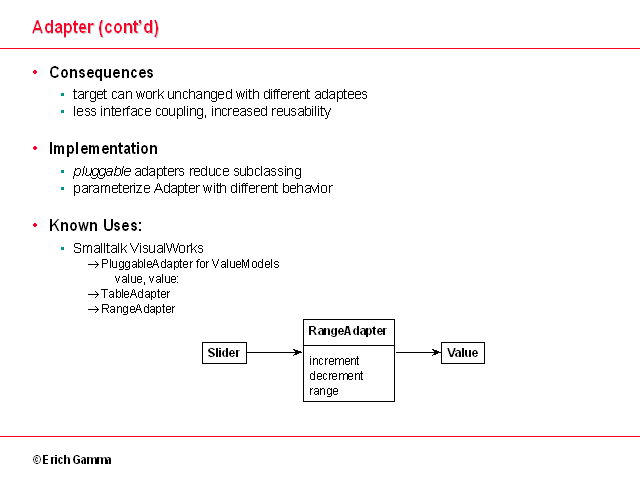 Adapter (cont'd)
• Consequences
• target can work unchanged with different adaptees
• less interface coupling, increased reusability
• Implementation
• pluggable adapters reduce subclassing
• parameterize Adapter with different behavior
• Known Uses:
• Smalltalk VisualWorks
→ PluggableAdapter for ValueModels
value, value:
→ TableAdapter
→ RangeAdapter
Slider
RangeAdapter
increment
decrement
range
Value
© Erich Gamma